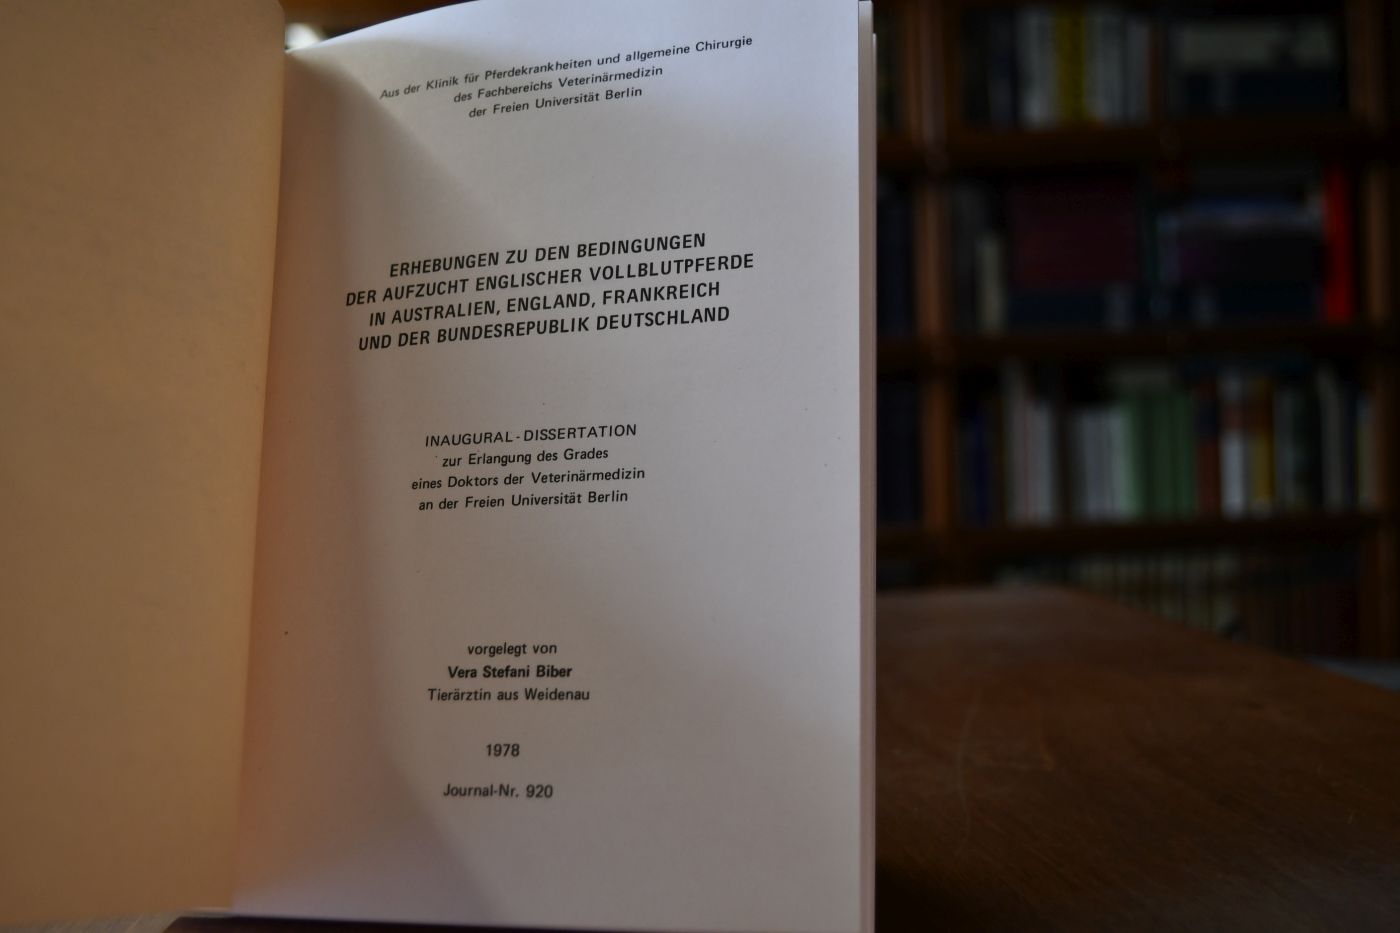 Aus der Klinik für Pferdekrankheiten und allgemeine Chirurgie
des Fachbereichs Veterinärmedizin
der Freien Universität Berlin
ERHEBUNGEN ZU DEN BEDINGUNGEN
DER AUFZUCHT ENGLISCHER VOLLBLUTPFERDE
IN AUSTRALIEN, ENGLAND, FRANKREICH
UND DER BUNDESREPUBLIK DEUTSCHLAND
INAUGURAL-DISSERTATION
zur Erlangung des Grades
eines Doktors der Veterinärmedizin
an der Freien Universität Berlin
vorgelegt von
Vera Stefani Biber
Tierärztin aus Weidenau
1978
Journal-Nr. 920